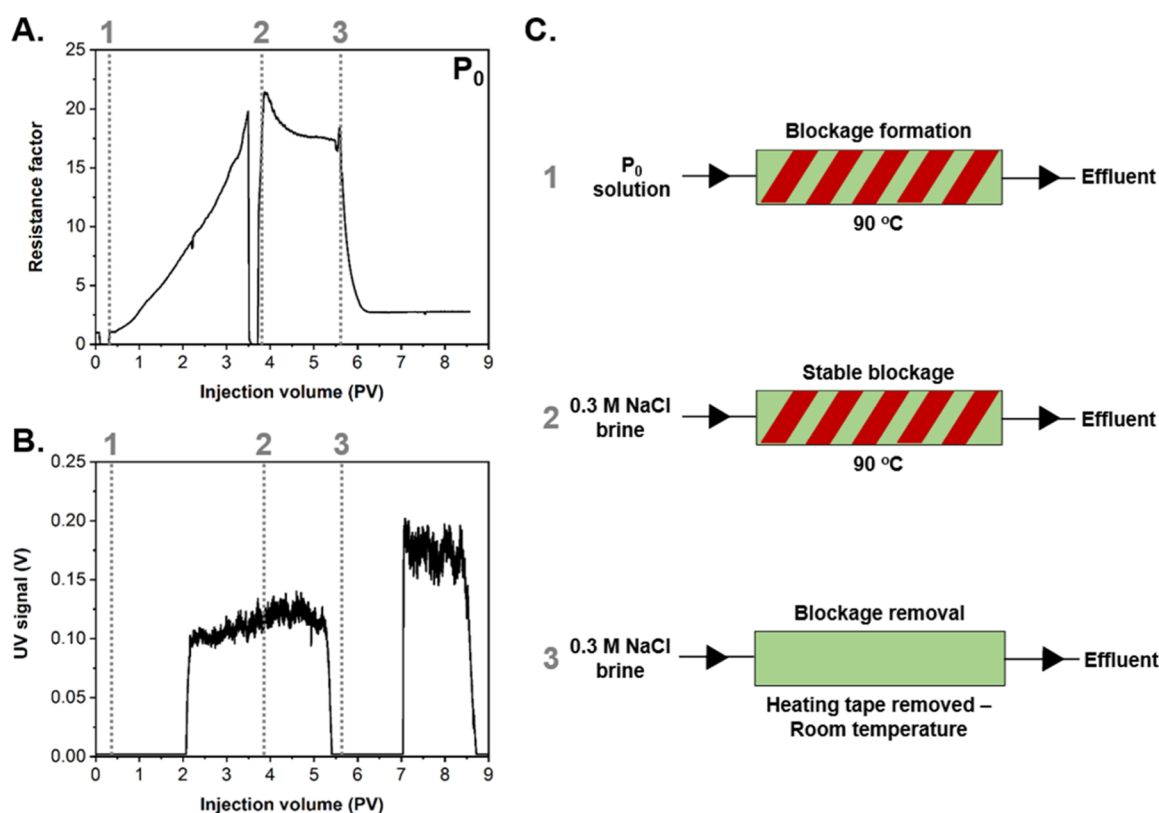 A.
1 2 3
P0
25
20
15
10
5
0
Resistance factor
0 1 2 3 4 5 6 7 8 9
Injection volume (PV)
B.
1 2 3
0.25
0.20
0.15
0.10
0.05
0.00
UV signal (V)
0 1 2 3 4 5 6 7 8 9
Injection volume (PV)
C.
Blockage formation
1 P0 Effluent
solution
90 °C
Stable blockage
2 0.3 M NaCl Effluent
brine
90 °C
Blockage removal
3 0.3 M NaCl Effluent
brine
Heating tape removed –
Room temperature